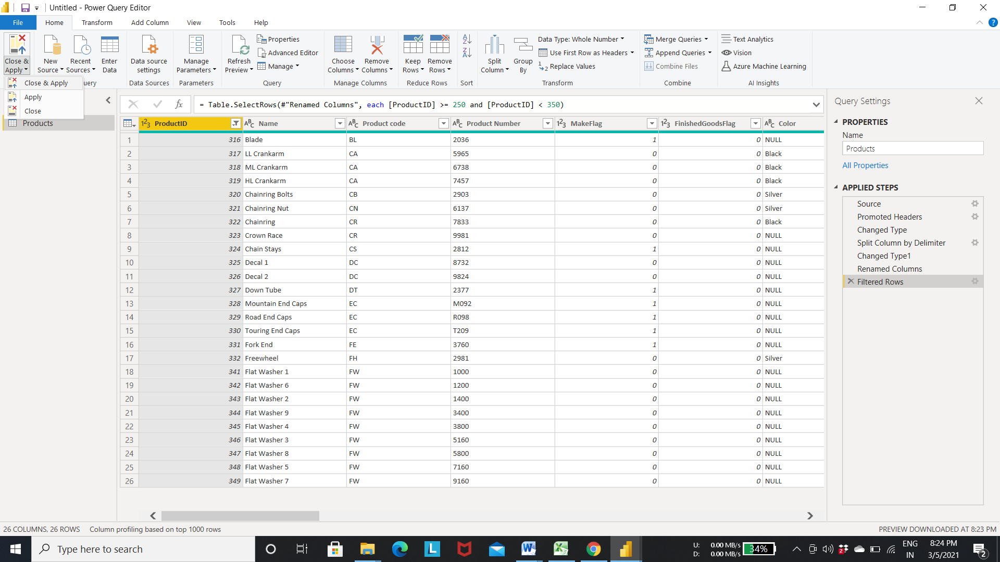 Untitled - Power Query Editor
File Home Transform Add Column View Tools Help
Close & Apply
New Source
Recent Sources
Enter Data
Data source settings
Data Sources
Manage Parameters
Parameters
Refresh Preview
Properties
Advanced Editor
Manage
Query
Choose Columns
Remove Columns
Manage Columns
Keep Rows
Remove Rows
Reduce Rows
Sort
Split Column
Group By
Data Type: Whole Number
Use First Row as Headers
Replace Values
Transform
Merge Queries
Append Queries
Combine Files
Combine
Text Analytics
Vision
Azure Machine Learning
AI Insights
Close & Apply
Apply
Close
Products
= Table.SelectRows(#"Renamed Columns", each [ProductID] >= 250 and [ProductID] < 350)
ProductID Name Product code Product Number MakeFlag FinishedGoodsFlag Color
1 316 Blade BL 2036 1 0 NULL
2 317 LL Crankarm CA 5965 0 0 Black
3 318 ML Crankarm CA 6738 0 0 Black
4 319 HL Crankarm CA 7457 0 0 Black
5 320 Chainring Bolts CB 2903 0 0 Silver
6 321 Chainring Nut CN 6137 0 0 Silver
7 322 Chainring CR 7833 0 0 Black
8 323 Crown Race CR 9981 0 0 NULL
9 324 Chain Stays CS 2812 1 0 NULL
10 325 Decal 1 DC 8732 0 0 NULL
11 326 Decal 2 DC 9824 0 0 NULL
12 327 Down Tube DT 2377 1 0 NULL
13 328 Mountain End Caps EC M092 1 0 NULL
14 329 Road End Caps EC R098 1 0 NULL
15 330 Touring End Caps EC T209 1 0 NULL
16 331 Fork End FE 3760 1 0 NULL
17 332 Freewheel FH 2981 0 0 Silver
18 341 Flat Washer 1 FW 1000 0 0 NULL
19 342 Flat Washer 6 FW 1200 0 0 NULL
20 343 Flat Washer 2 FW 1400 0 0 NULL
21 344 Flat Washer 9 FW 3400 0 0 NULL
22 345 Flat Washer 4 FW 3800 0 0 NULL
23 346 Flat Washer 3 FW 5160 0 0 NULL
24 347 Flat Washer 8 FW 5800 0 0 NULL
25 348 Flat Washer 5 FW 7160 0 0 NULL
26 349 Flat Washer 7 FW 9160 0 0 NULL
Query Settings
PROPERTIES
Name
Products
All Properties
APPLIED STEPS
Source
Promoted Headers
Changed Type
Split Column by Delimiter
Changed Type1
Renamed Columns
Filtered Rows
26 COLUMNS, 26 ROWS Column profiling based on top 1000 rows PREVIEW DOWNLOADED AT 8:23 PM
Type here to search
U: 0.00 MB/s
D: 0.00 MB/s
34%
ENG
IN
8:24 PM
3/5/2021
2